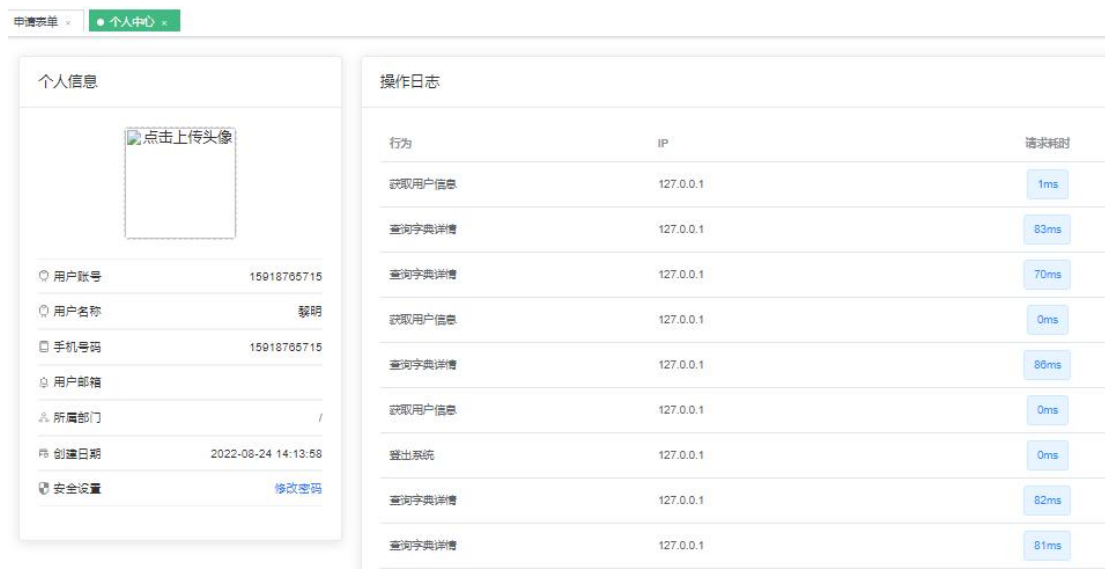 申请表单 ×
个人中心 ×
个人信息
点击上传头像
用户账号 15918765715
用户名称 黎明
手机号码 15918765715
用户邮箱
所属部门 /
创建日期 2022-08-24 14:13:58
安全设置 修改密码
操作日志
行为 IP 请求耗时
获取用户信息 127.0.0.1 1ms
查询字典详情 127.0.0.1 83ms
查询字典详情 127.0.0.1 70ms
获取用户信息 127.0.0.1 0ms
查询字典详情 127.0.0.1 86ms
获取用户信息 127.0.0.1 0ms
登出系统 127.0.0.1 0ms
查询字典详情 127.0.0.1 82ms
查询字典详情 127.0.0.1 81ms